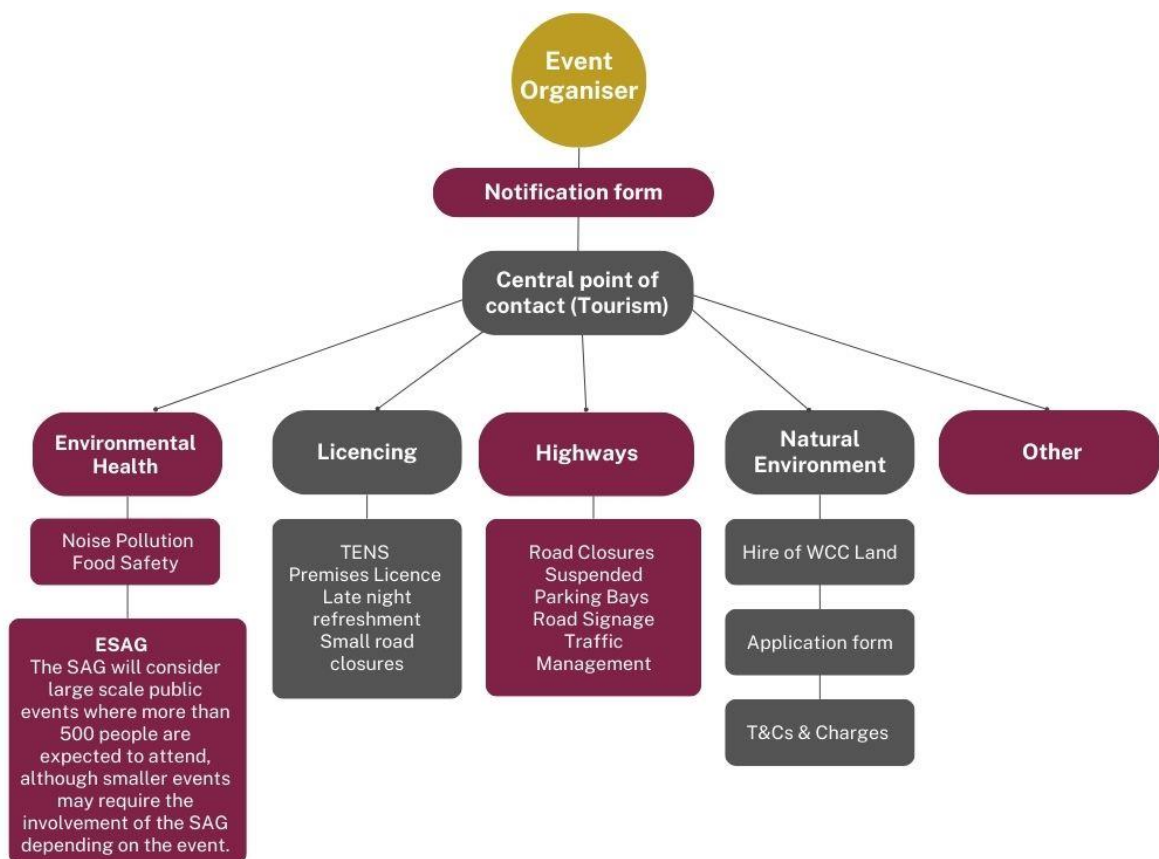 Event
Organiser
Notification form
Central point of
contact (Tourism)
Environmental
Health
Licencing
Highways
Natural
Environment
Other
Noise Pollution
Food Safety
ESAG
The SAG will consider
large scale public
events where more than
500 people are
expected to attend,
although smaller events
may require the
involvement of the SAG
depending on the event.
TENS
Premises Licence
Late night
refreshment
Small road
closures
Road Closures
Suspended
Parking Bays
Road Signage
Traffic
Management
Hire of WCC Land
Application form
T&Cs & Charges